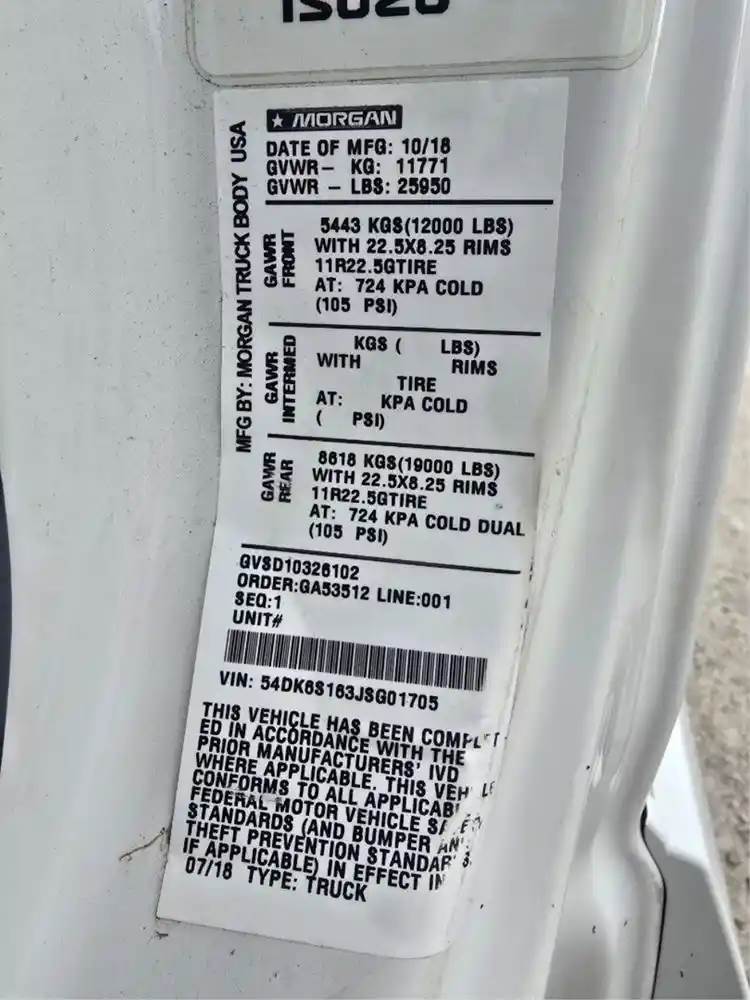 ISUZU
MORGAN
MFG BY: MORGAN TRUCK BODY USA
DATE OF MFG: 10/18
GVWR- KG: 11771
GVWR - LBS: 25950
GAWR
FRONT
5443 KGS(12000 LBS)
WITH 22.5X8.25 RIMS
11R22.5GTIRE
AT: 724 KPA COLD
(105 PSI)
GAWR
INTERMED
KGS ( LBS)
WITH RIMS
TIRE
AT: KPA COLD
( PSI)
GAWR
REAR
8618 KGS(19000 LBS)
WITH 22.5X8.25 RIMS
11R22.5GTIRE
AT: 724 KPA COLD DUAL
(105 PSI)
GVSD10326102
ORDER:GA53512 LINE:001
SEQ:1
UNIT#
VIN: 54DK6S163JSG01705
THIS VEHICLE HAS BEEN COMPLET-
ED IN ACCORDANCE WITH THE
PRIOR MANUFACTURERS' IVD
WHERE APPLICABLE. THIS VEHICLE
CONFORMS TO ALL APPLICABL
FEDERAL MOTOR VEHICLE SAFETY
STANDARDS (AND BUMPER AND
THEFT PREVENTION STANDARDS,
IF APPLICABLE) IN EFFECT IN
07/18 TYPE: TRUCK